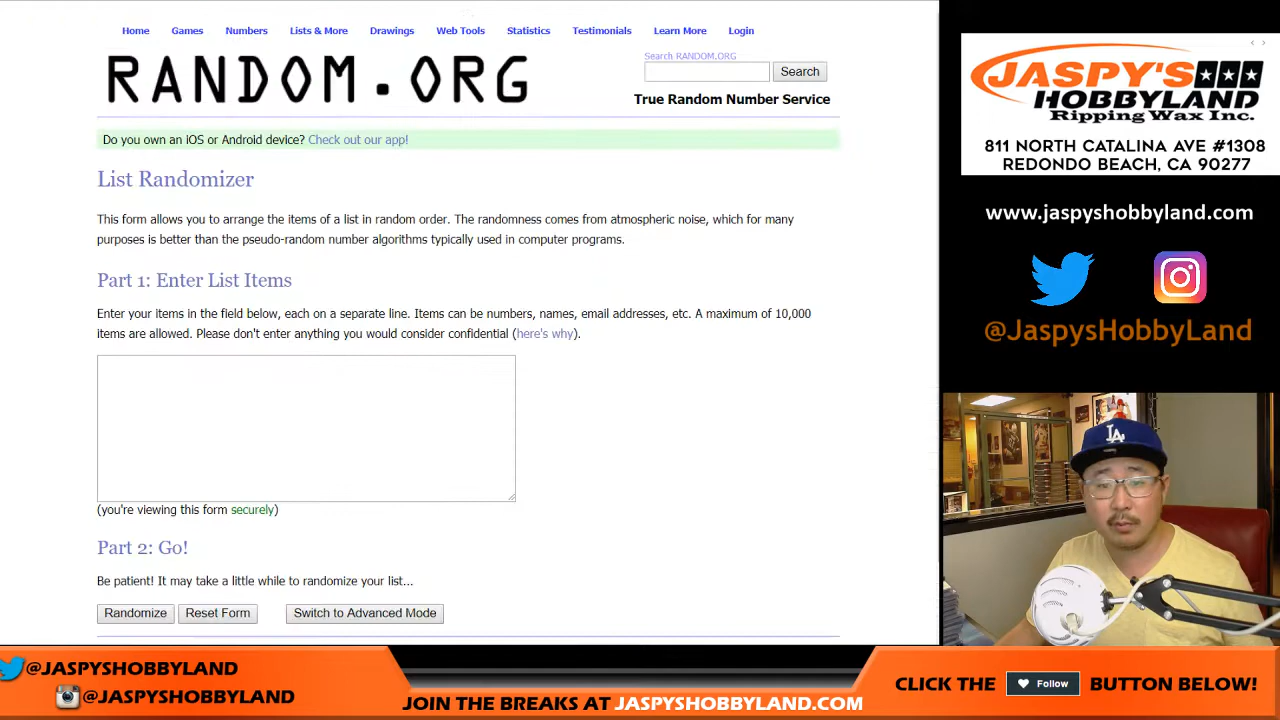 Home Games Numbers Lists & More Drawings Web Tools Statistics Testimonials Learn More Login
RANDOM.ORG
Search RANDOM.ORG
Search
True Random Number Service
Do you own an iOS or Android device? Check out our app!
List Randomizer
This form allows you to arrange the items of a list in random order. The randomness comes from atmospheric noise, which for many
purposes is better than the pseudo-random number algorithms typically used in computer programs.
Part 1: Enter List Items
Enter your items in the field below, each on a separate line. Items can be numbers, names, email addresses, etc. A maximum of 10,000
items are allowed. Please don't enter anything you would consider confidential (here's why).
(you're viewing this form securely)
Part 2: Go!
Be patient! It may take a little while to randomize your list...
Randomize Reset Form Switch to Advanced Mode
JASPY'S
HOBBYLAND
Ripping Wax Inc.
811 NORTH CATALINA AVE #1308
REDONDO BEACH, CA 90277
www.jaspyshobbyland.com
@JaspysHobbyLand
LA
@JASPYSHOBBYLAND
@JASPYSHOBBYLAND
JOIN THE BREAKS AT JASPYSHOBBYLAND.COM
CLICK THE Follow BUTTON BELOW!